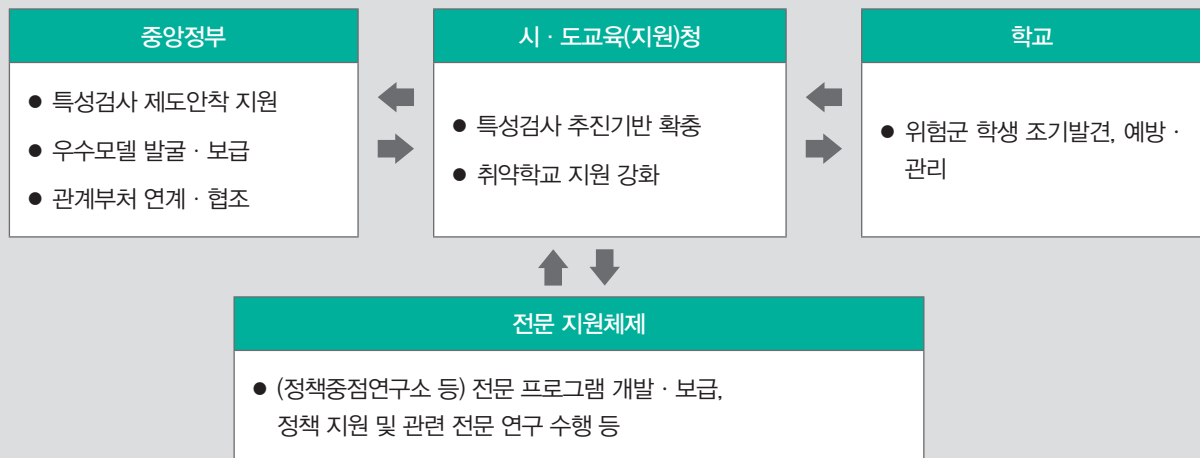 중앙정부
● 특성검사 제도안착 지원
● 우수모델 발굴 · 보급
● 관계부처 연계 · 협조
시 · 도교육(지원)청
● 특성검사 추진기반 확충
● 취약학교 지원 강화
학교
● 위험군 학생 조기발견, 예방 ·
관리
전문 지원체제
● (정책중점연구소 등) 전문 프로그램 개발 · 보급,
정책 지원 및 관련 전문 연구 수행 등